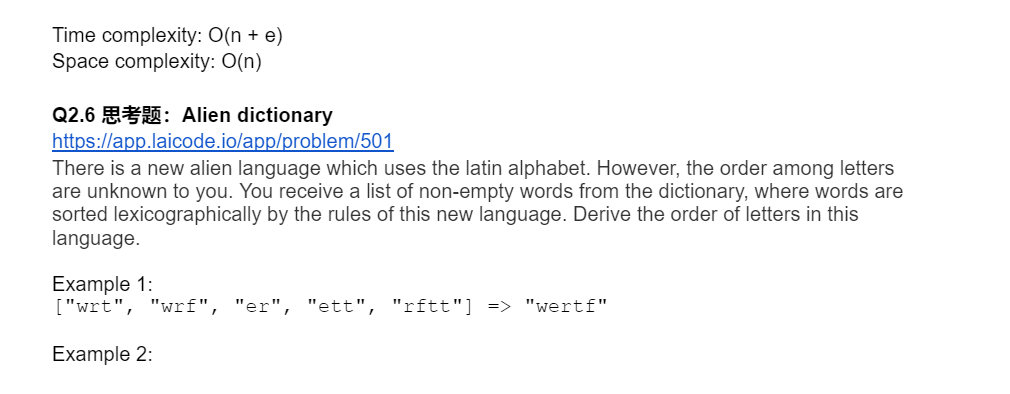 Time complexity: O(n + e)
Space complexity: O(n)
Q2.6 思考题：Alien dictionary
https://app.laicode.io/app/problem/501
There is a new alien language which uses the latin alphabet. However, the order among letters
are unknown to you. You receive a list of non-empty words from the dictionary, where words are
sorted lexicographically by the rules of this new language. Derive the order of letters in this
language.
Example 1:
["wrt", "wrf", "er", "ett", "rftt"] => "wertf"
Example 2: